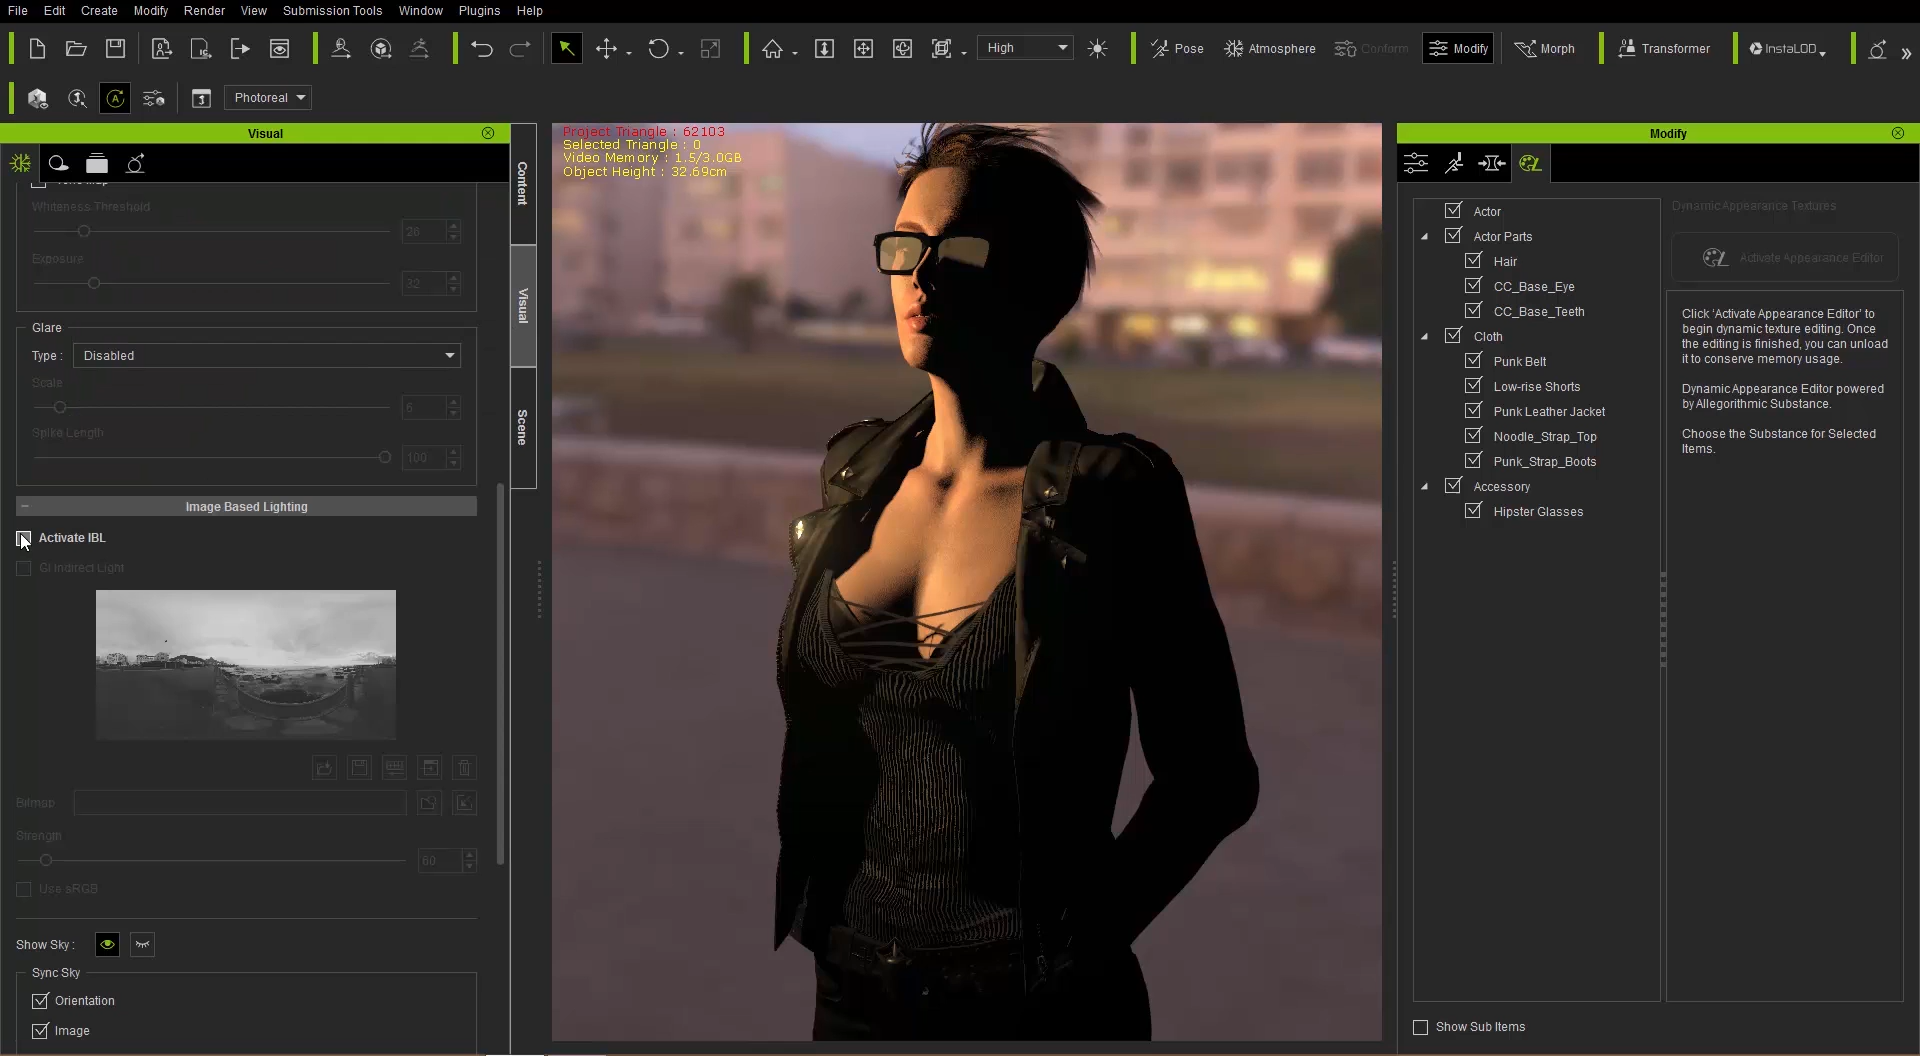 File Edit Create Modify Render View Submission Tools Window Plugins Help
High
Pose
Atmosphere
Conform
Modify
Morph
Transformer
InstaLOD
Photoreal
Visual
Whiteness Threshold
26
Exposure
32
Glare
Type : Disabled
Scale
6
Spike Length
100
Image Based Lighting
Activate IBL
GI Indirect Light
Bitmap
Strength
60
Use sRGB
Show Sky :
Sync Sky
Orientation
Image
Content
Visual
Scene
Project Triangle : 62103
Selected Triangle : 0
Video Memory : 1.5/3.0GB
Object Height : 32.69cm
Modify
Actor
Actor Parts
Hair
CC_Base_Eye
CC_Base_Teeth
Cloth
Punk Belt
Low-rise Shorts
Punk Leather Jacket
Noodle_Strap_Top
Punk_Strap_Boots
Accessory
Hipster Glasses
Show Sub Items
Dynamic Appearance Textures
Activate Appearance Editor
Click 'Activate Appearance Editor' to
begin dynamic texture editing. Once
the editing is finished, you can unload
it to conserve memory usage.
Dynamic Appearance Editor powered
by Allegorithmic Substance.
Choose the Substance for Selected
Items.